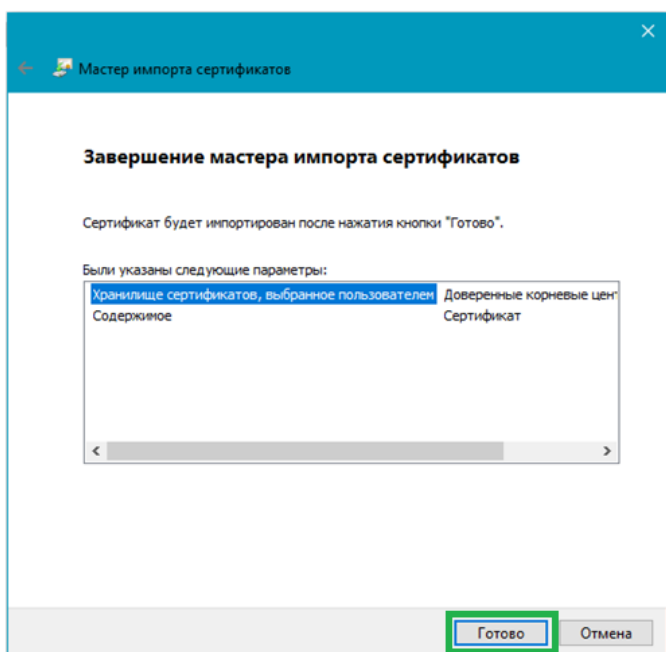 Мастер импорта сертификатов
Завершение мастера импорта сертификатов
Сертификат будет импортирован после нажатия кнопки "Готово".
Были указаны следующие параметры:
Хранилище сертификатов, выбранное пользователем Доверенные корневые цент
Содержимое Сертификат
Готово Отмена